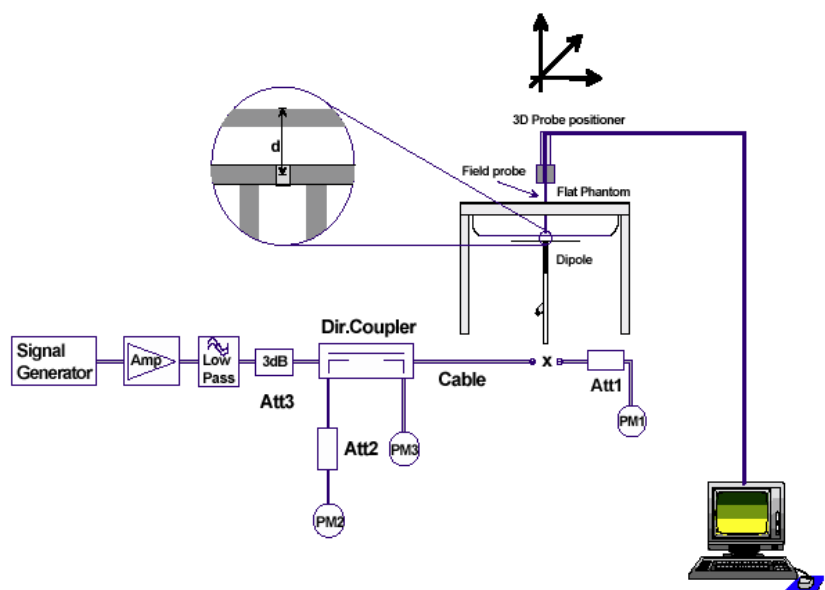 3D Probe positioner
d
Field probe
Flat Phantom
Dipole
Dir.Coupler
Signal
Generator
Amp
Low
Pass
3dB
Att3
Cable
x
Att1
PM1
Att2
PM3
PM2